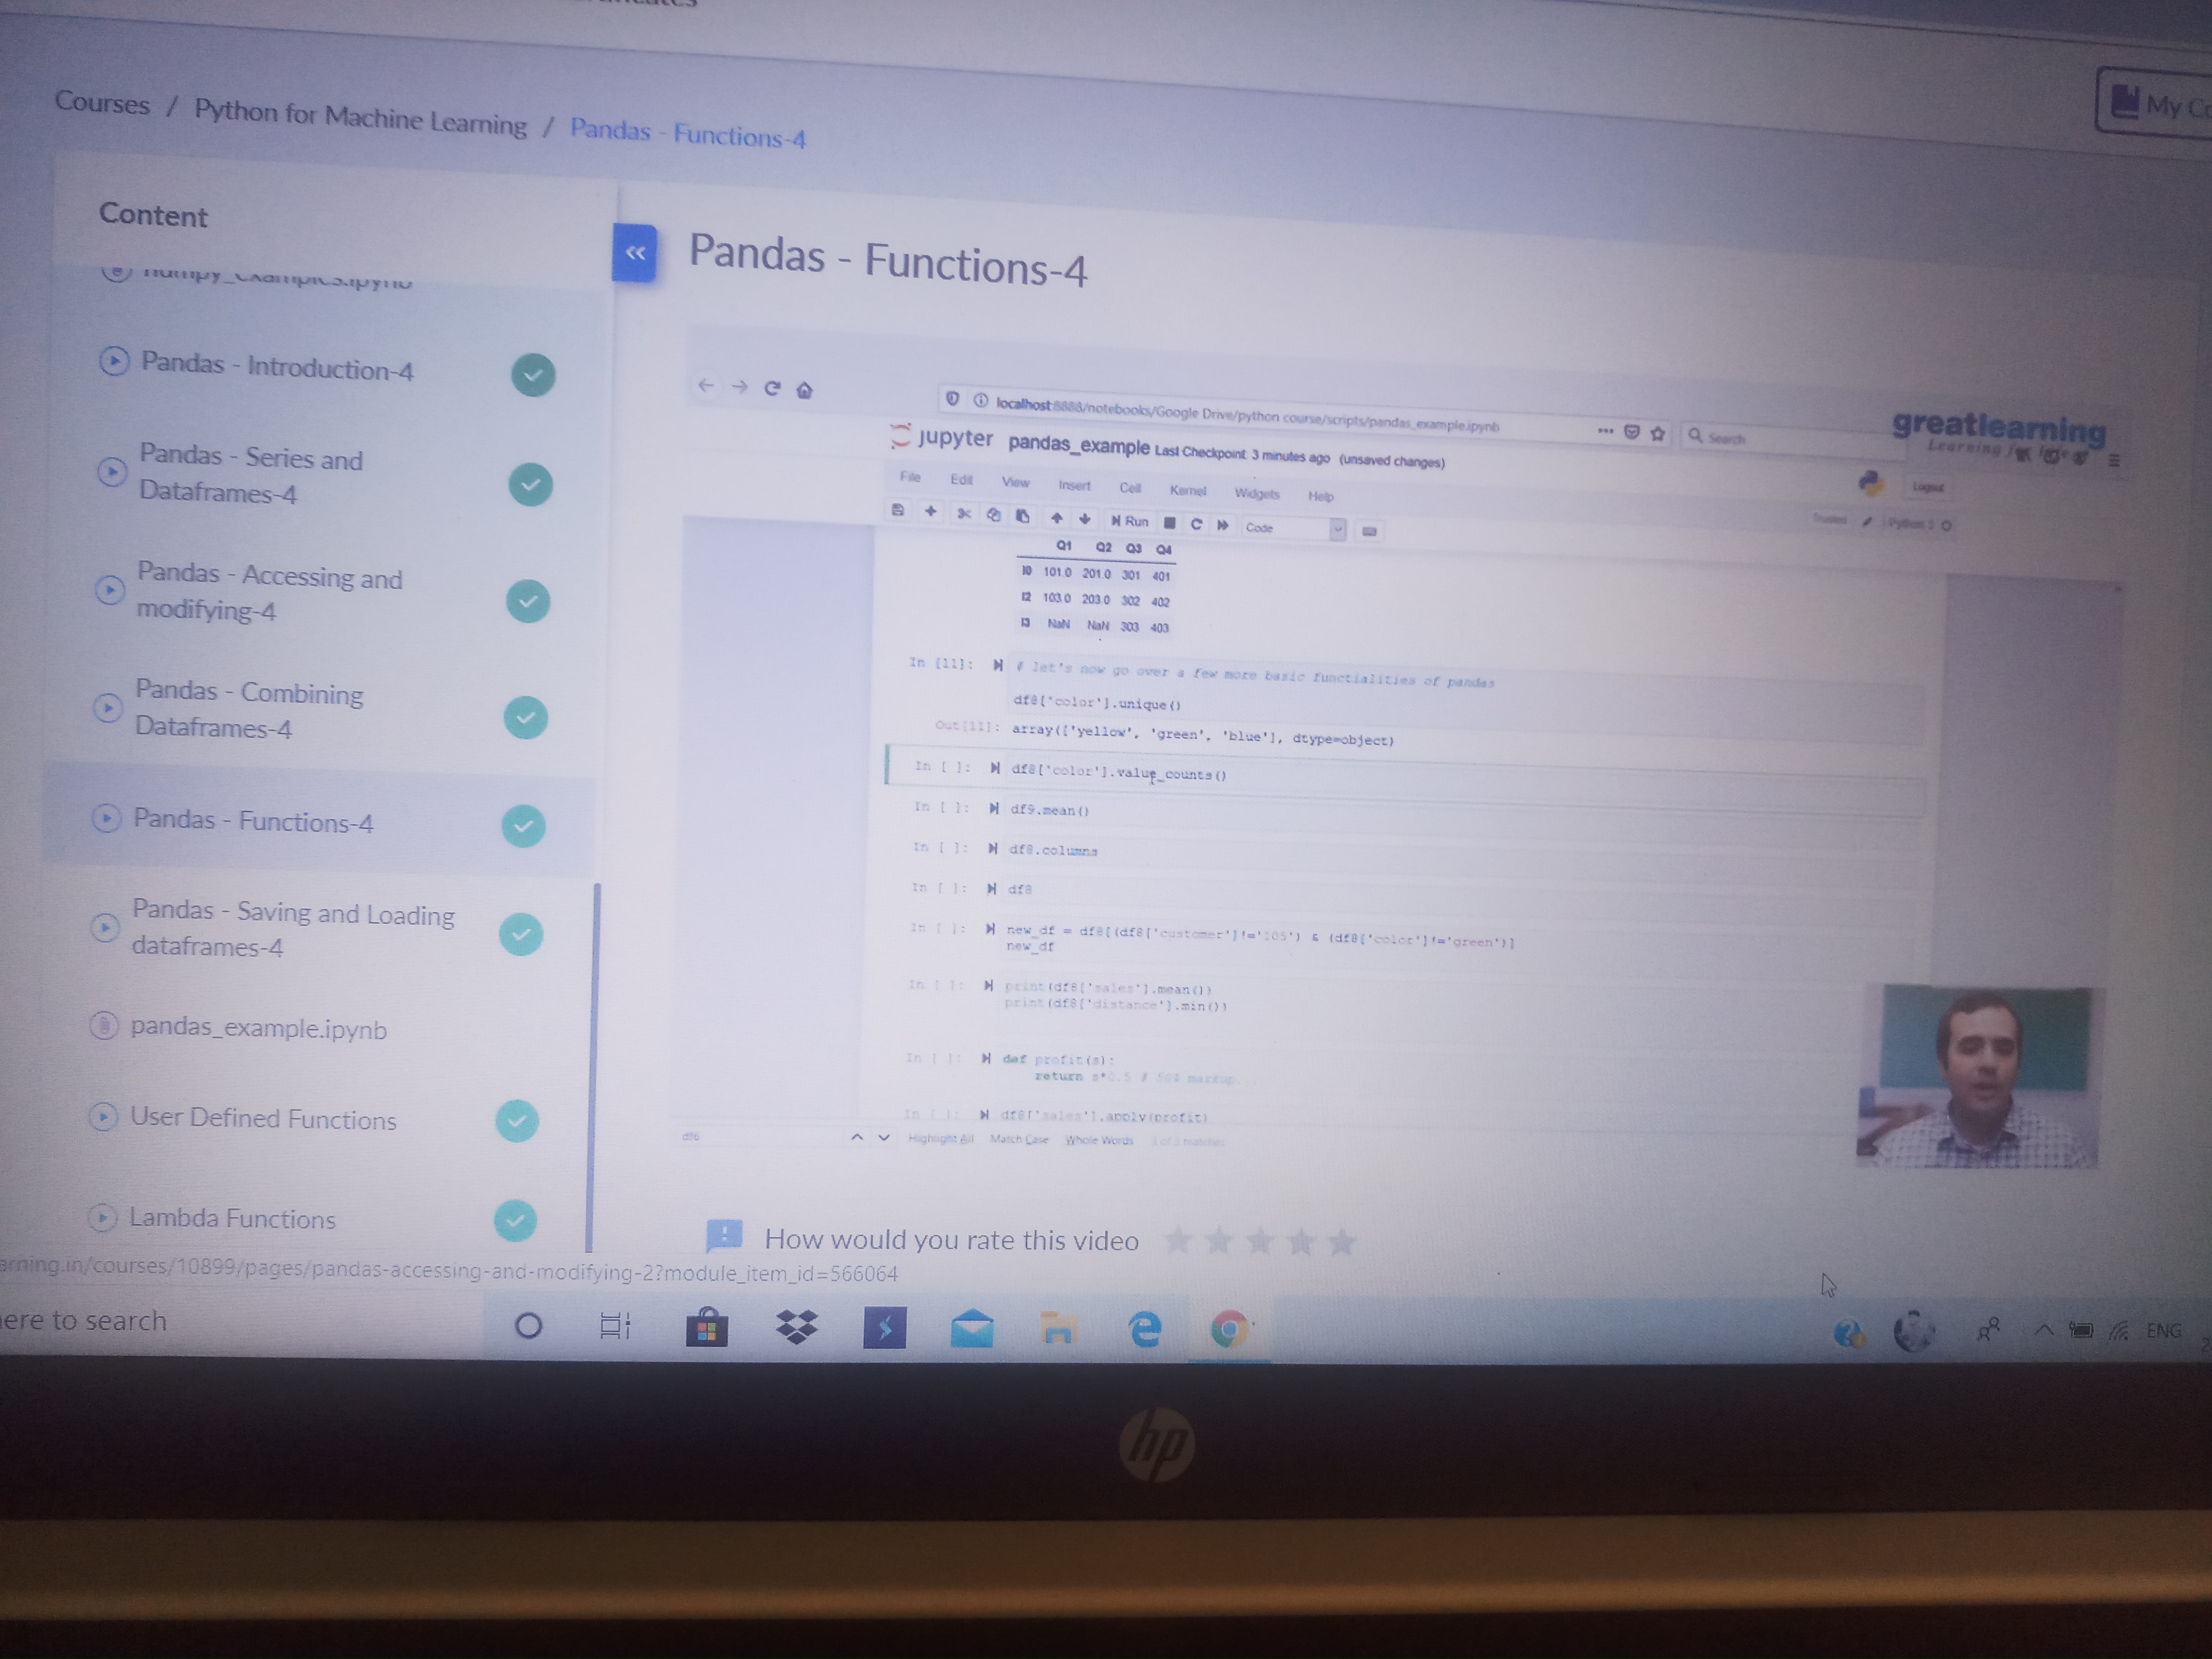 Courses / Python for Machine Learning / Pandas - Functions-4
My
Content
numpy_examples.ipynb
Pandas - Introduction-4
Pandas - Series and
Dataframes-4
Pandas - Accessing and
modifying-4
Pandas - Combining
Dataframes-4
Pandas - Functions-4
Pandas - Saving and Loading
dataframes-4
pandas_example.ipynb
User Defined Functions
Lambda Functions
Pandas - Functions-4
localhost:8888/notebooks/Google Drive/python course/scripts/pandas_example.ipynb
Search
greatlearning
Learning for
jupyter pandas_example Last Checkpoint: 3 minutes ago (unsaved changes)
Logout
File Edit View Insert Cell Kernel Widgets Help
Trusted Python 3
Run Code
Q1 Q2 Q3 Q4
I0 101.0 201.0 301 401
I2 103.0 203.0 302 402
I3 NaN NaN 303 403
In [11]: # let's now go over a few more basic functialities of pandas
df8['color'].unique()
Out[11]: array(['yellow', 'green', 'blue'], dtype=object)
In [ ]: df8['color'].value_counts()
In [ ]: df9.mean()
In [ ]: df8.columns
In [ ]: df8
In [ ]: new_df = df8[(df8['customer']!='105') & (df8['color']!='green')]
new_df
In [ ]: print(df8['sales'].mean())
print(df8['distance'].min())
In [ ]: def profit(s):
return s*0.5 # 50% markup...
In [ ]: df8['sales'].apply(profit)
df6 Highlight All Match Case Whole Words 3 of 3 matches
How would you rate this video
arning.in/courses/10899/pages/pandas-accessing-and-modifying-2?module_item_id=566064
ere to search
ENG
hp